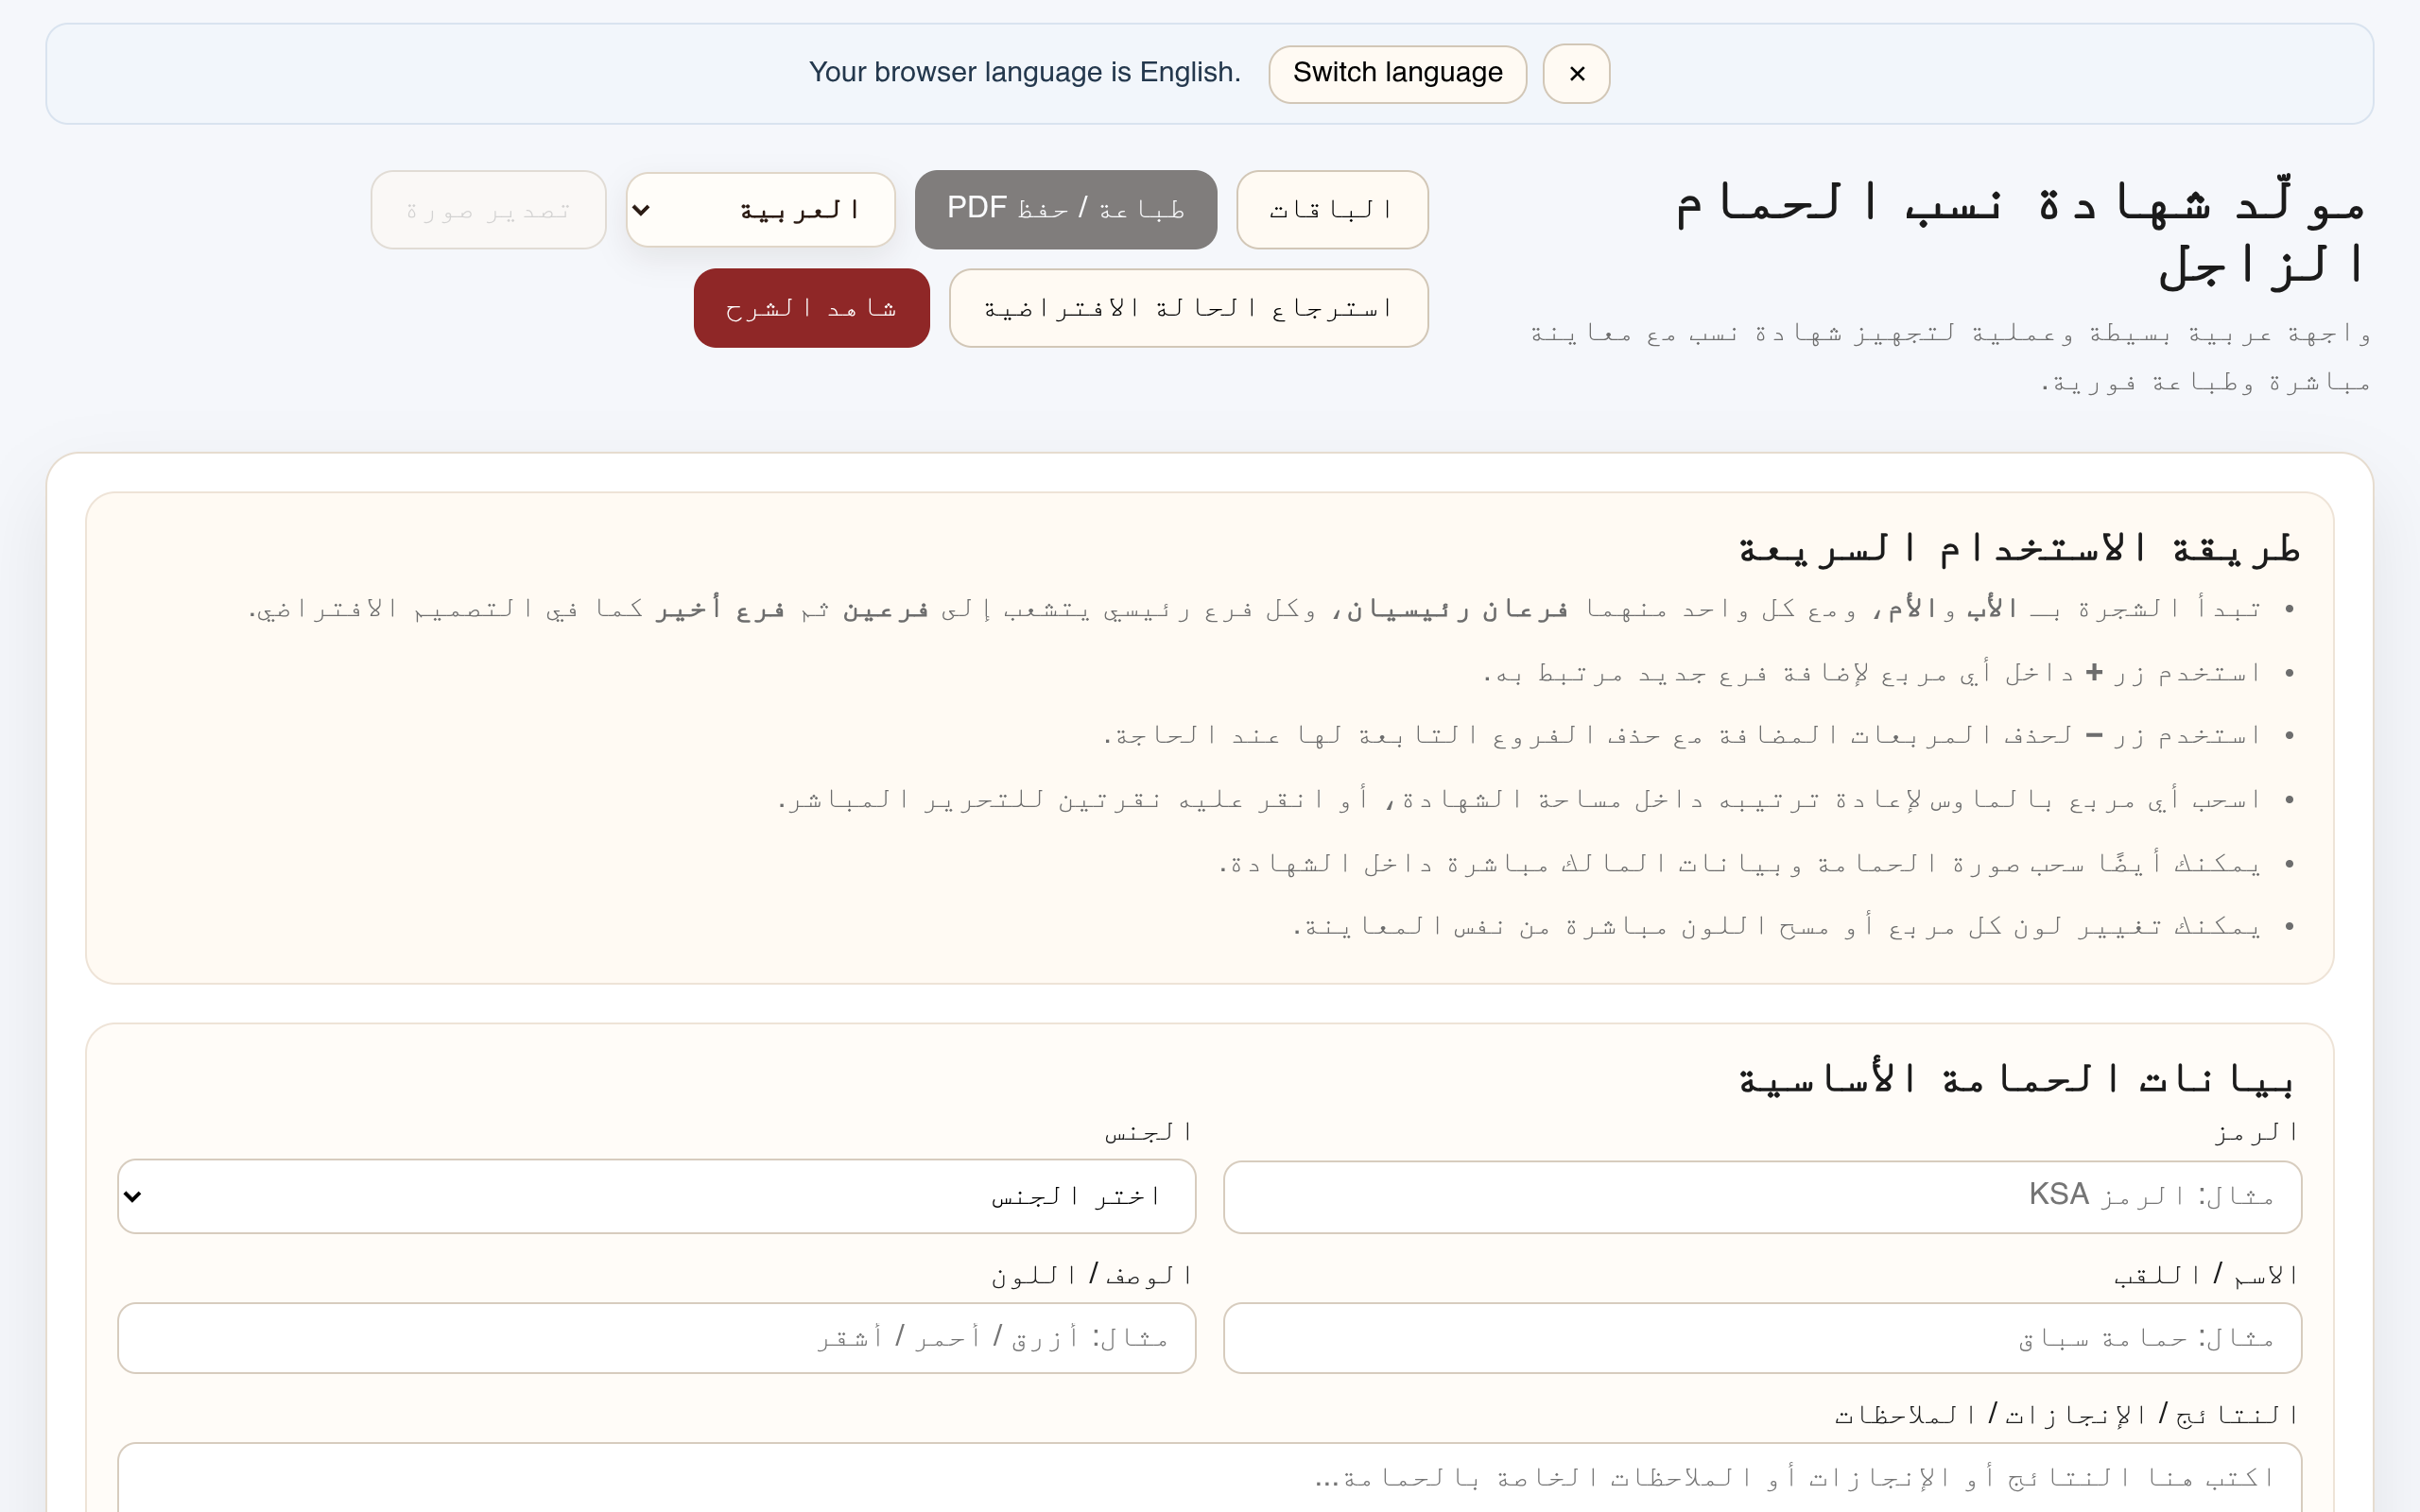 Your browser language is English. Switch language ×
مولّد شهادة نسب الحمام
الزاجل
واجهة عربية بسيطة وعملية لتجهيز شهادة نسب مع معاينة
مباشرة وطباعة فورية.
الباقات
طباعة / حفظ PDF
العربية
تصدير صورة
استرجاع الحالة الافتراضية
شاهد الشرح
طريقة الاستخدام السريعة
• تبدأ الشجرة بـ الأب والأم، ومع كل واحد منهما فرعان رئيسيان، وكل فرع رئيسي يتشعب إلى فرعين ثم فرع أخير كما في التصميم الافتراضي.
• استخدم زر + داخل أي مربع لإضافة فرع جديد مرتبط به.
• استخدم زر − لحذف المربعات المضافة مع حذف الفروع التابعة لها عند الحاجة.
• اسحب أي مربع بالماوس لإعادة ترتيبه داخل مساحة الشهادة، أو انقر عليه نقرتين للتحرير المباشر.
• يمكنك أيضًا سحب صورة الحمامة وبيانات المالك مباشرة داخل الشهادة.
• يمكنك تغيير لون كل مربع أو مسح اللون مباشرة من نفس المعاينة.
بيانات الحمامة الأساسية
الرمز
مثال: الرمز KSA
الجنس
اختر الجنس
الاسم / اللقب
مثال: حمامة سباق
الوصف / اللون
مثال: أزرق / أحمر / أشقر
النتائج / الإنجازات / الملاحظات
اكتب هنا النتائج أو الإنجازات أو الملاحظات الخاصة بالحمامة...